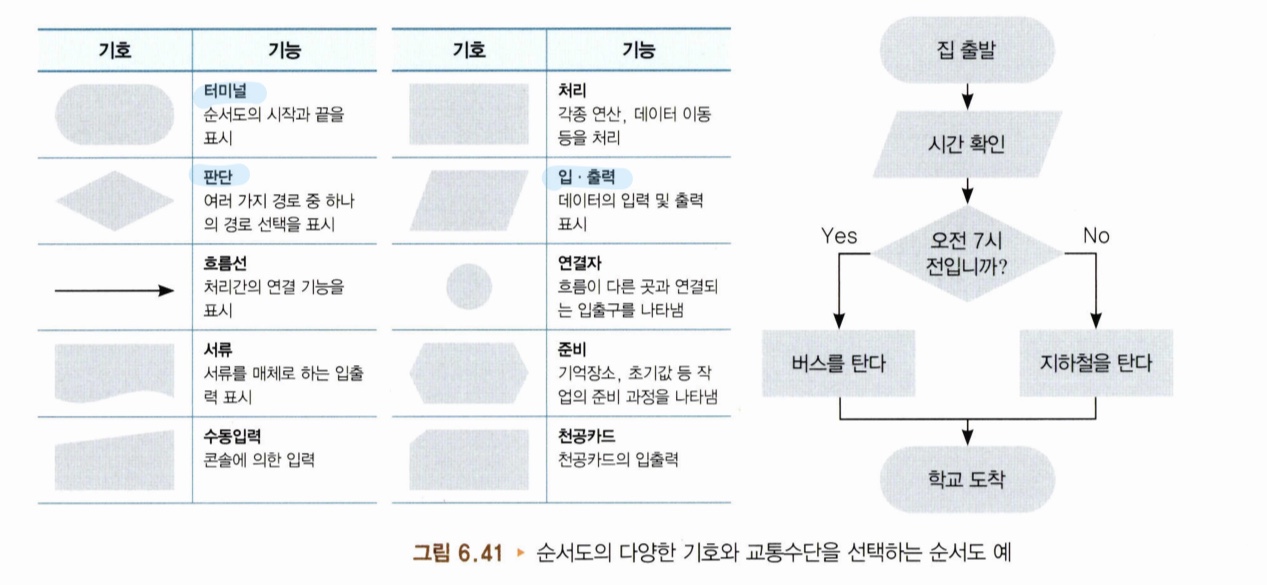 기호 기능
터미널
순서도의 시작과 끝을
표시
판단
여러 가지 경로 중 하나
의 경로 선택을 표시
흐름선
처리간의 연결 기능을
표시
서류
서류를 매체로 하는 입출
력 표시
수동입력
콘솔에 의한 입력
기호 기능
처리
각종 연산, 데이터 이동
등을 처리
입 · 출력
데이터의 입력 및 출력
표시
연결자
흐름이 다른 곳과 연결되
는 입출구를 나타냄
준비
기억장소, 초기값 등 작
업의 준비 과정을 나타냄
천공카드
천공카드의 입출력
집 출발
시간 확인
오전 7시
전입니까?
Yes
No
버스를 탄다
지하철을 탄다
학교 도착
그림 6.41 ▸ 순서도의 다양한 기호와 교통수단을 선택하는 순서도 예